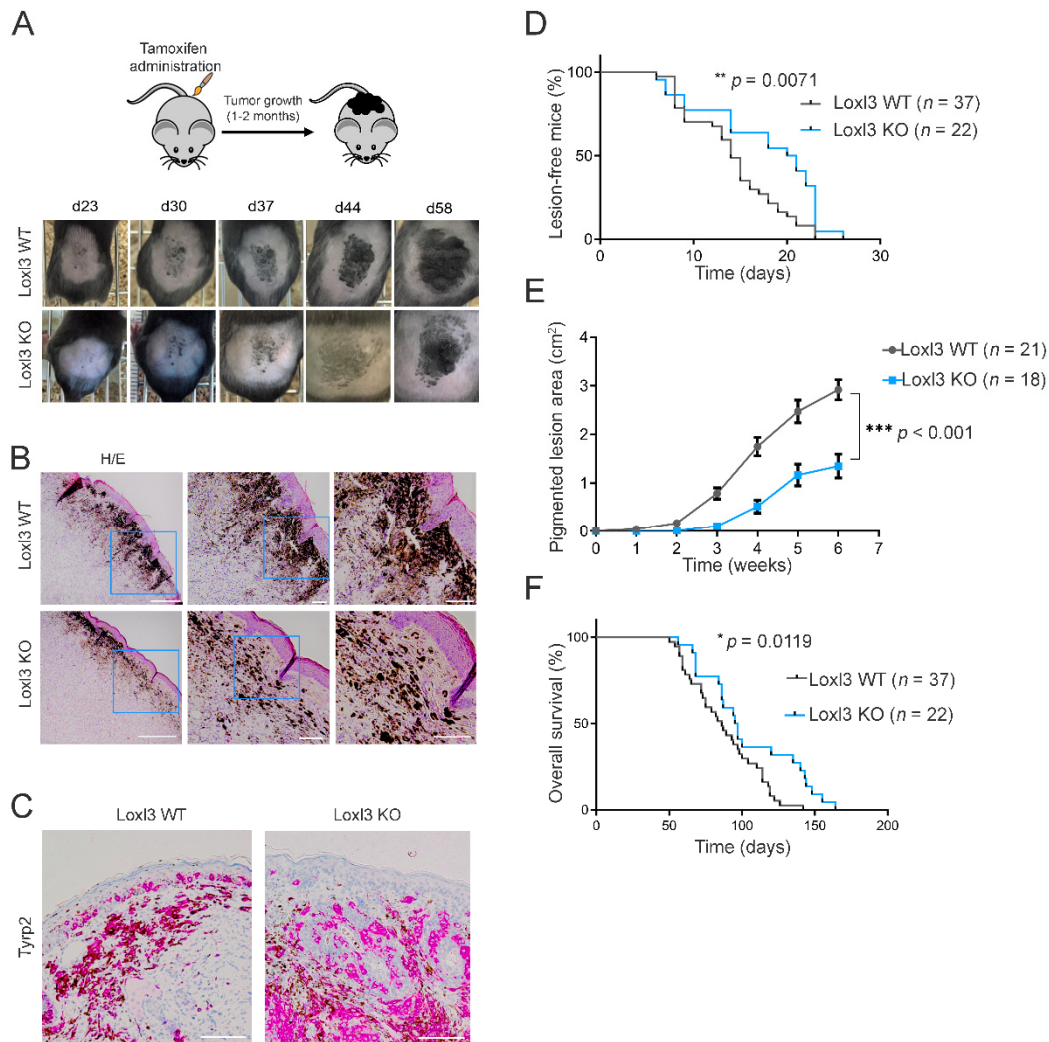 A
Tamoxifen
administration
Tumor growth
(1-2 months)
d23 d30 d37 d44 d58
Loxl3 WT
Loxl3 KO
B
H/E
Loxl3 WT
Loxl3 KO
C
Loxl3 WT Loxl3 KO
Tyrp2
D
Lesion-free mice (%)
100
50
0
0 10 20 30
Time (days)
** p = 0.0071
Loxl3 WT (n = 37)
Loxl3 KO (n = 22)
E
Pigmented lesion area (cm²)
4
3
2
1
0
0 1 2 3 4 5 6 7
Time (weeks)
Loxl3 WT (n = 21)
Loxl3 KO (n = 18)
*** p < 0.001
F
Overall survival (%)
100
50
0
0 50 100 150 200
Time (days)
* p = 0.0119
Loxl3 WT (n = 37)
Loxl3 KO (n = 22)